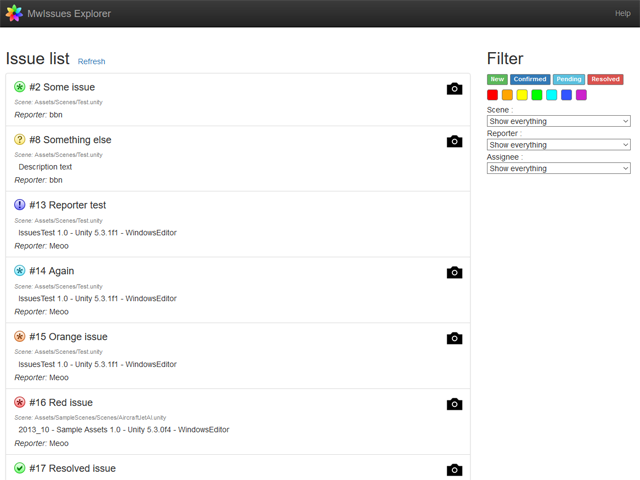 MwIssues Explorer
Help
Issue list Refresh
#2 Some issue
Scene: Assets/Scenes/Test.unity
Reporter: bbn
#8 Something else
Scene: Assets/Scenes/Test.unity
Description text
Reporter: bbn
#13 Reporter test
Scene: Assets/Scenes/Test.unity
IssuesTest 1.0 - Unity 5.3.1f1 - WindowsEditor
Reporter: Meoo
#14 Again
Scene: Assets/Scenes/Test.unity
IssuesTest 1.0 - Unity 5.3.1f1 - WindowsEditor
Reporter: Meoo
#15 Orange issue
Scene: Assets/Scenes/Test.unity
IssuesTest 1.0 - Unity 5.3.1f1 - WindowsEditor
Reporter: Meoo
#16 Red issue
Scene: Assets/SampleScenes/Scenes/AircraftJetAI.unity
2013_10 - Sample Assets 1.0 - Unity 5.3.0f4 - WindowsEditor
Reporter: Meoo
#17 Resolved issue
Filter
New Confirmed Pending Resolved
Scene :
Show everything
Reporter :
Show everything
Assignee :
Show everything